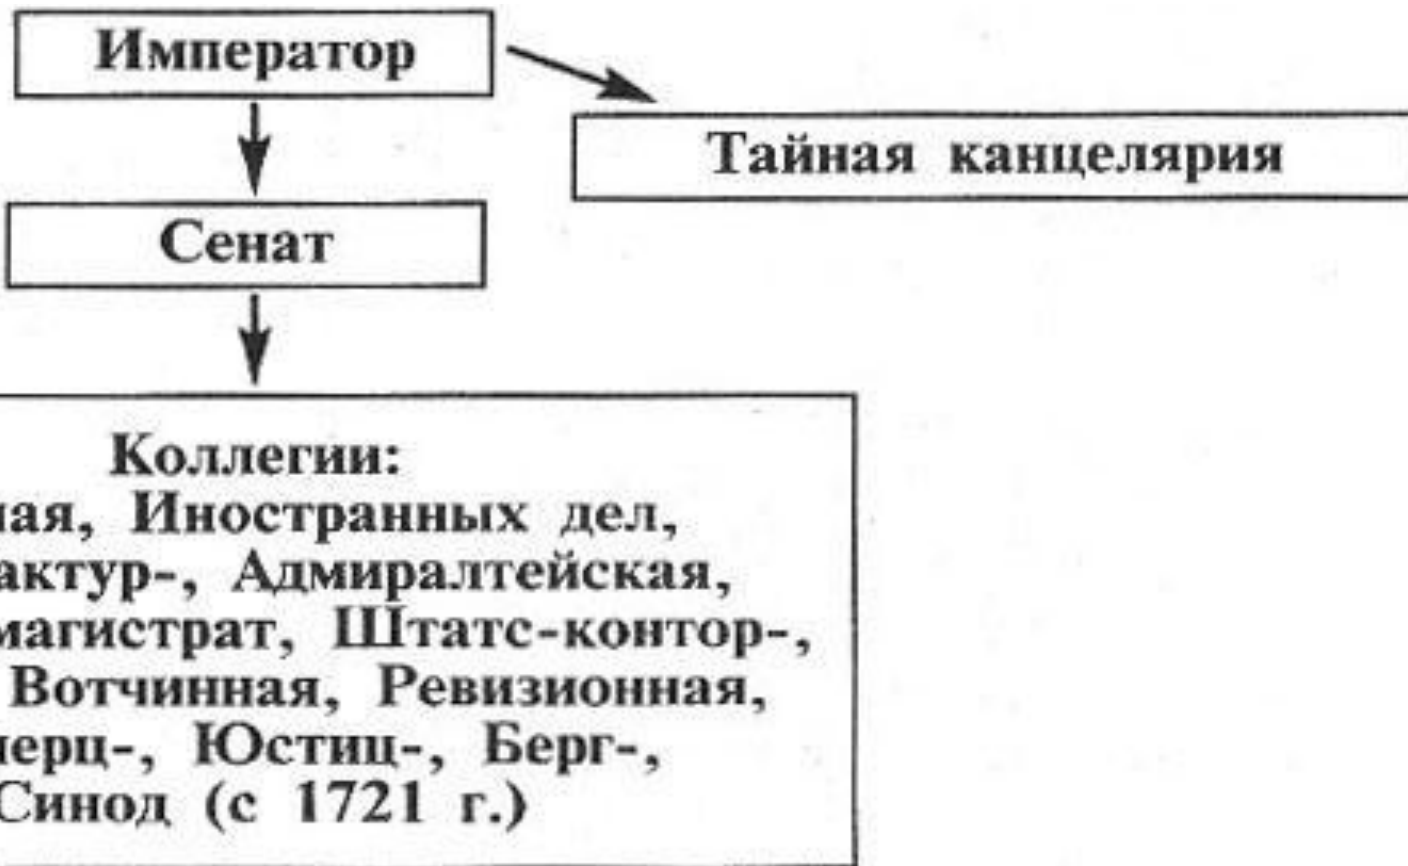 Император
Тайная канцелярия
Сенат
Коллегии:
ная, Иностранных дел,
актур-, Адмиралтейская,
магистрат, Штатс-контор-,
Вотчинная, Ревизионная,
мерц-, Юстиц-, Берг-,
Синод (с 1721 г.)